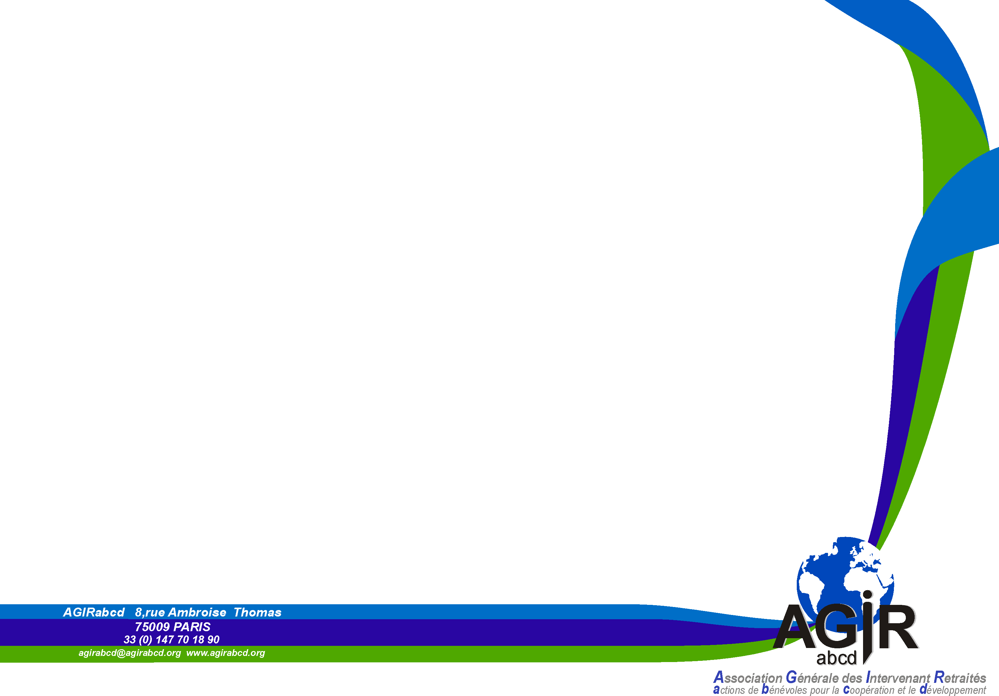 AGIRabcd 8,rue Ambroise Thomas
75009 PARIS
33 (0) 147 70 18 90
agirabcd@agirabcd.org www.agirabcd.org
AGiR
abcd
Association Générale des Intervenant Retraités
actions de bénévoles pour la coopération et le développement